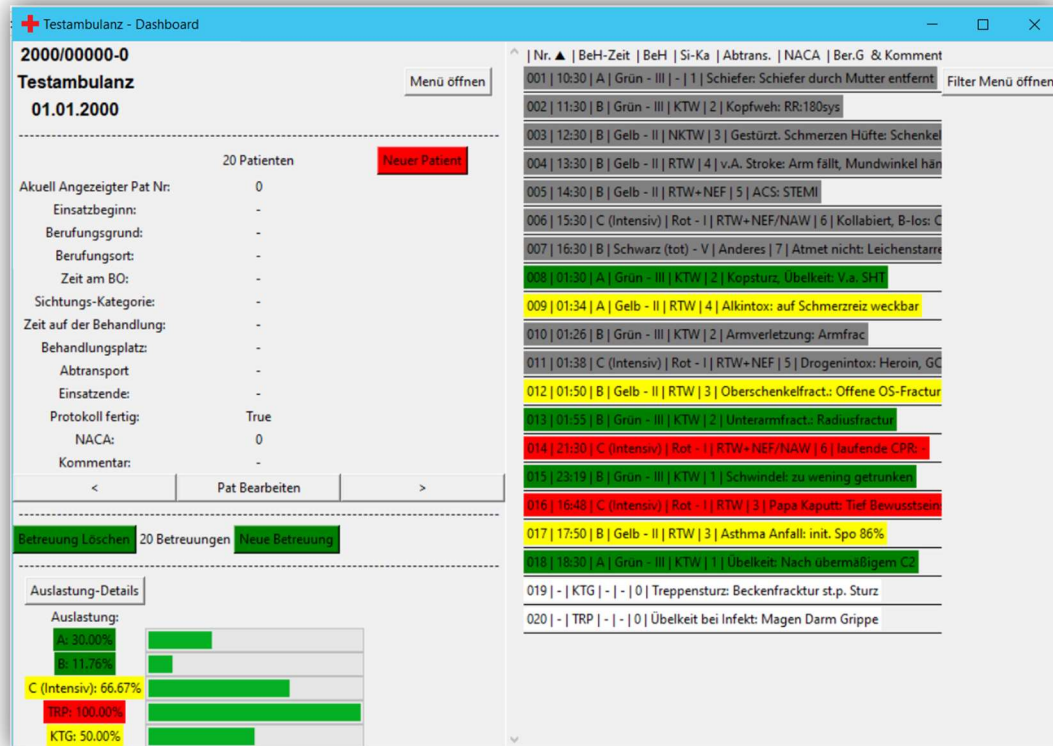 Testambulanz - Dashboard
2000/00000-0
Testambulanz
Menü öffnen
01.01.2000
20 Patienten
Neuer Patient
Akuell Angezeigter Pat Nr: 0
Einsatzbeginn: -
Berufungsgrund: -
Berufungsort: -
Zeit am BO: -
Sichtungs-Kategorie: -
Zeit auf der Behandlung: -
Behandlungsplatz: -
Abtransport -
Einsatzende: -
Protokoll fertig: True
NACA: 0
Kommentar: -
< Pat Bearbeiten >
Betreuung Löschen 20 Betreuungen Neue Betreuung
Auslastung-Details
Auslastung:
A: 30.00%
B: 11.76%
C (Intensiv): 66.67%
TRP: 100.00%
KTG: 50.00%
| Nr. ▲ | BeH-Zeit | BeH | Si-Ka | Abtrans. | NACA | Ber.G & Komment
Filter Menü öffnen
001 | 10:30 | A | Grün - III | - | 1 | Schiefer: Schiefer durch Mutter entfernt
002 | 11:30 | B | Grün - III | KTW | 2 | Kopfweh: RR:180sys
003 | 12:30 | B | Gelb - II | NKTW | 3 | Gestürzt. Schmerzen Hüfte: Schenkel
004 | 13:30 | B | Gelb - II | RTW | 4 | v.A. Stroke: Arm fällt, Mundwinkel hän
005 | 14:30 | B | Gelb - II | RTW+NEF | 5 | ACS: STEMI
006 | 15:30 | C (Intensiv) | Rot - I | RTW+NEF/NAW | 6 | Kollabiert, B-los: C
007 | 16:30 | B | Schwarz (tot) - V | Anderes | 7 | Atmet nicht: Leichenstarre
008 | 01:30 | A | Grün - III | KTW | 2 | Kopsturz, Übelkeit: V.a. SHT
009 | 01:34 | A | Gelb - II | RTW | 4 | Alkintox: auf Schmerzreiz weckbar
010 | 01:26 | B | Grün - III | KTW | 2 | Armverletzung: Armfrac
011 | 01:38 | C (Intensiv) | Rot - I | RTW+NEF | 5 | Drogenintox: Heroin, GC
012 | 01:50 | B | Gelb - II | RTW | 3 | Oberschenkelfract.: Offene OS-Fractur
013 | 01:55 | B | Grün - III | KTW | 2 | Unterarmfract.: Radiusfractur
014 | 21:30 | C (Intensiv) | Rot - I | RTW+NEF/NAW | 6 | laufende CPR: -
015 | 23:19 | B | Grün - III | KTW | 1 | Schwindel: zu wening getrunken
016 | 16:48 | C (Intensiv) | Rot - I | RTW | 3 | Papa Kaputt: Tief Bewusstsein
017 | 17:50 | B | Gelb - II | RTW | 3 | Asthma Anfall: init. Spo 86%
018 | 18:30 | A | Grün - III | KTW | 1 | Übelkeit: Nach übermäßigem C2
019 | - | KTG | - | - | 0 | Treppensturz: Beckenfracktur st.p. Sturz
020 | - | TRP | - | - | 0 | Übelkeit bei Infekt: Magen Darm Grippe